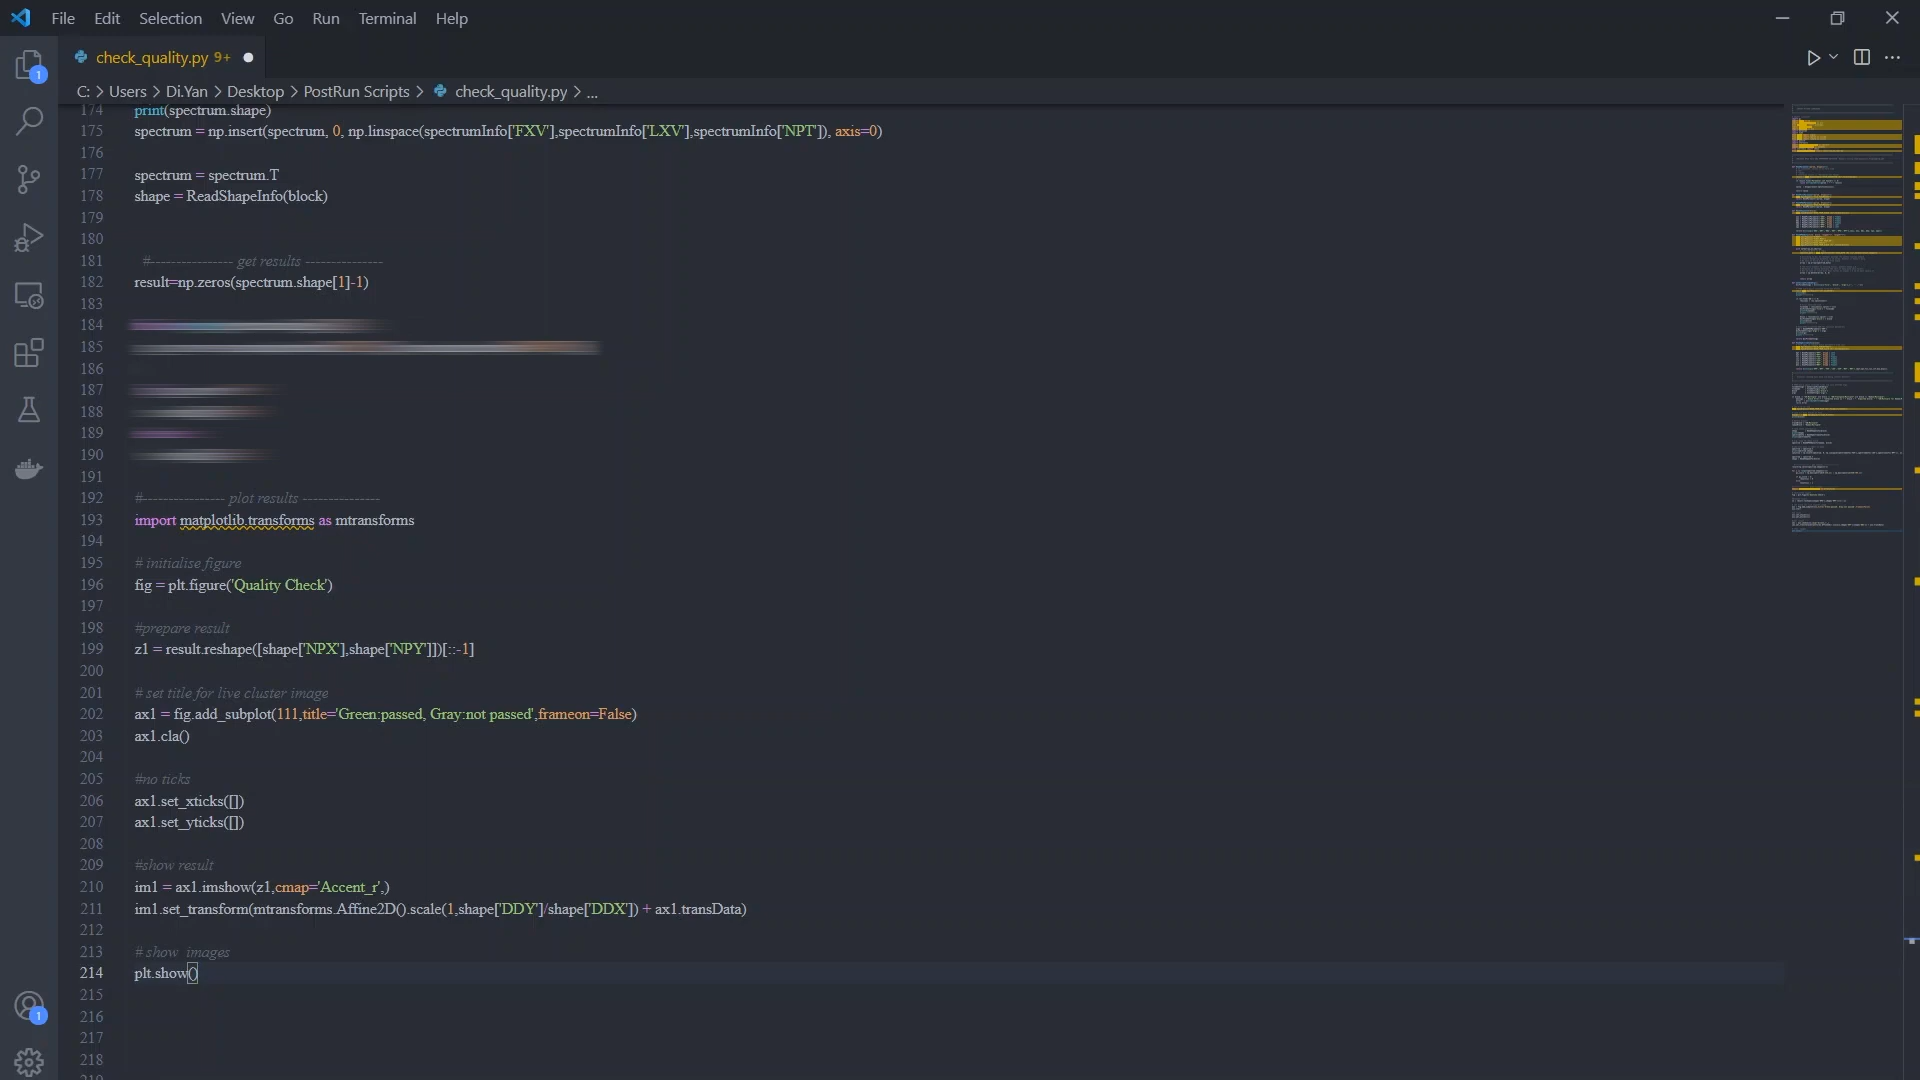 File Edit Selection View Go Run Terminal Help
check_quality.py 9+
C: > Users > Di.Yan > Desktop > PostRun Scripts > check_quality.py > ...
174 print(spectrum.shape)
175 spectrum = np.insert(spectrum, 0, np.linspace(spectrumInfo['FXV'],spectrumInfo['LXV'],spectrumInfo['NPT']), axis=0)
176
177 spectrum = spectrum.T
178 shape = ReadShapeInfo(block)
179
180
181 #---------------- get results ---------------
182 result=np.zeros(spectrum.shape[1]-1)
183
184
185
186
187
188
189
190
191
192 #---------------- plot results ---------------
193 import matplotlib.transforms as mtransforms
194
195 # initialise figure
196 fig = plt.figure('Quality Check')
197
198 #prepare result
199 z1 = result.reshape([shape['NPX'],shape['NPY']])[::-1]
200
201 # set title for live cluster image
202 ax1 = fig.add_subplot(111,title='Green:passed, Gray:not passed',frameon=False)
203 ax1.cla()
204
205 #no ticks
206 ax1.set_xticks([])
207 ax1.set_yticks([])
208
209 #show result
210 im1 = ax1.imshow(z1,cmap='Accent_r',)
211 im1.set_transform(mtransforms.Affine2D().scale(1,shape['DDY']/shape['DDX']) + ax1.transData)
212
213 # show  images
214 plt.show()
215
216
217
218
1
1